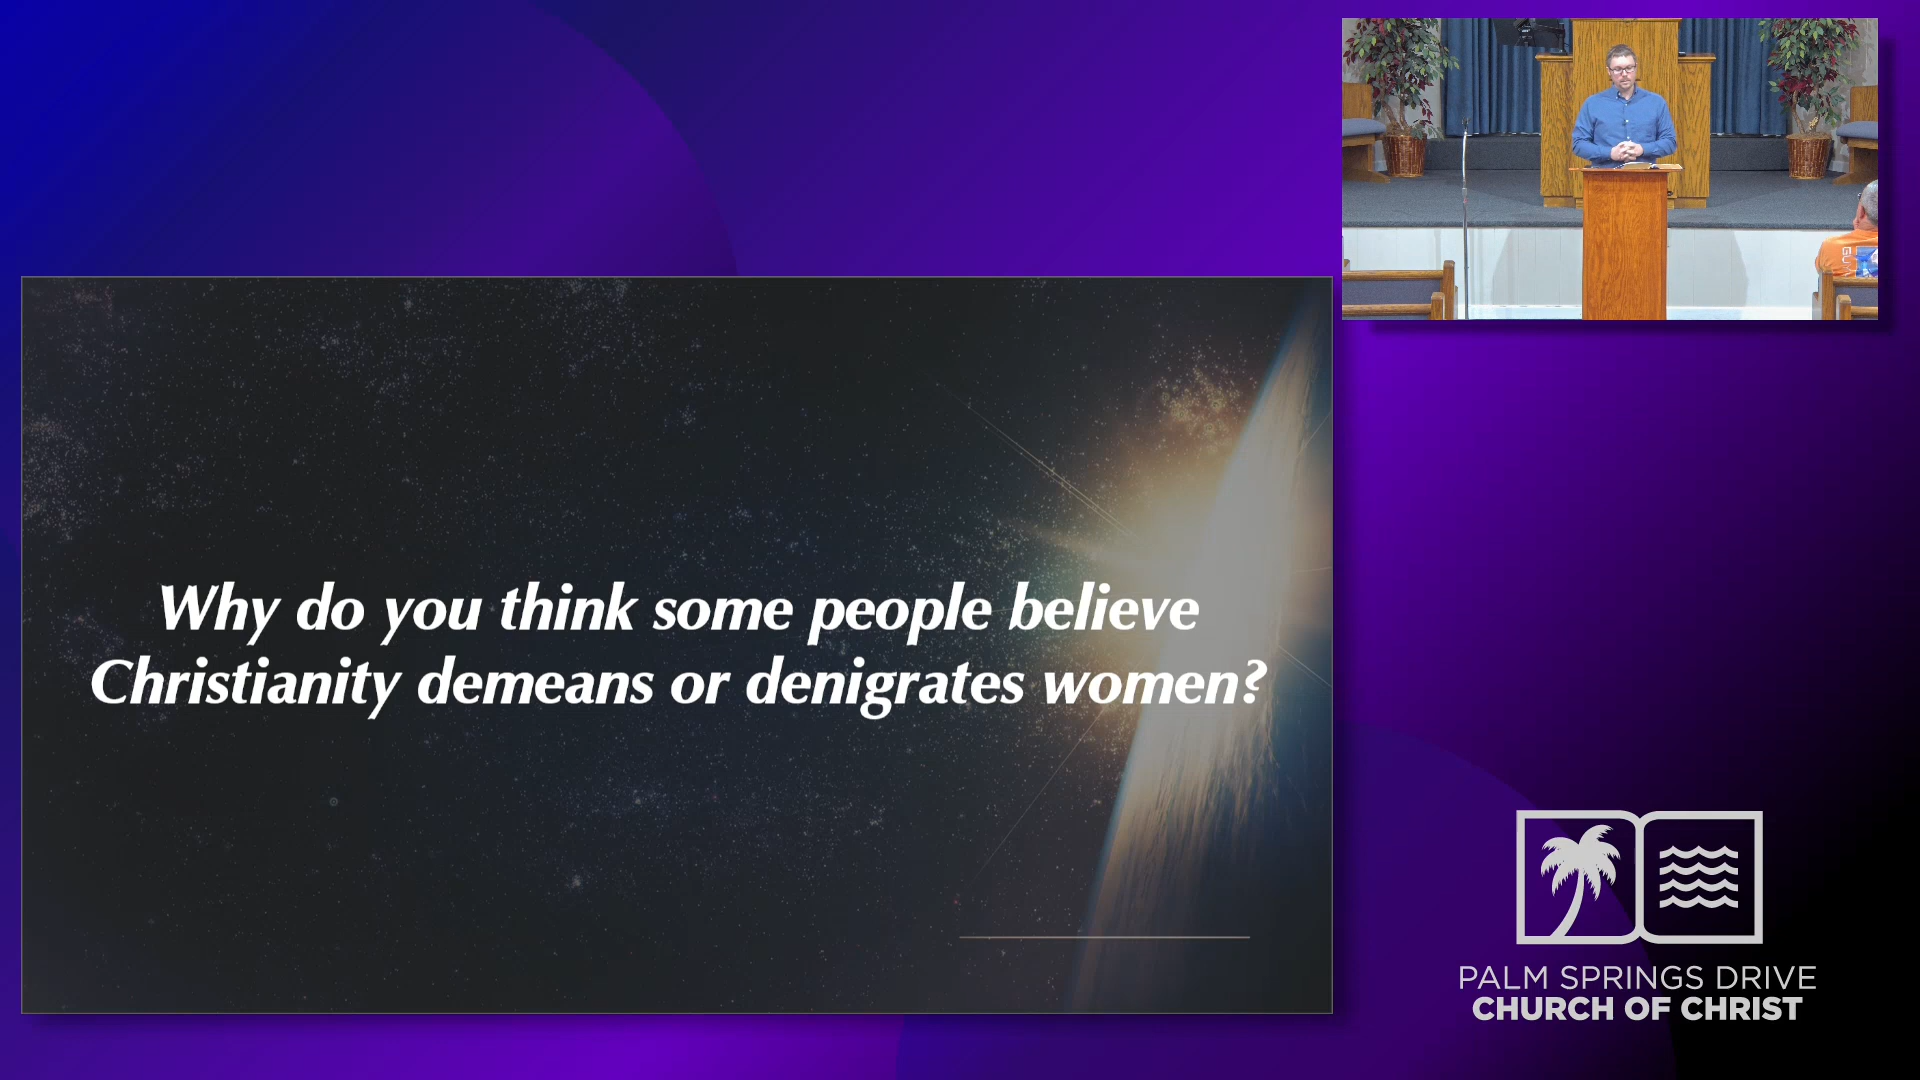 Why do you think some people believe
Christianity demeans or denigrates women?
PALM SPRINGS DRIVE
CHURCH OF CHRIST